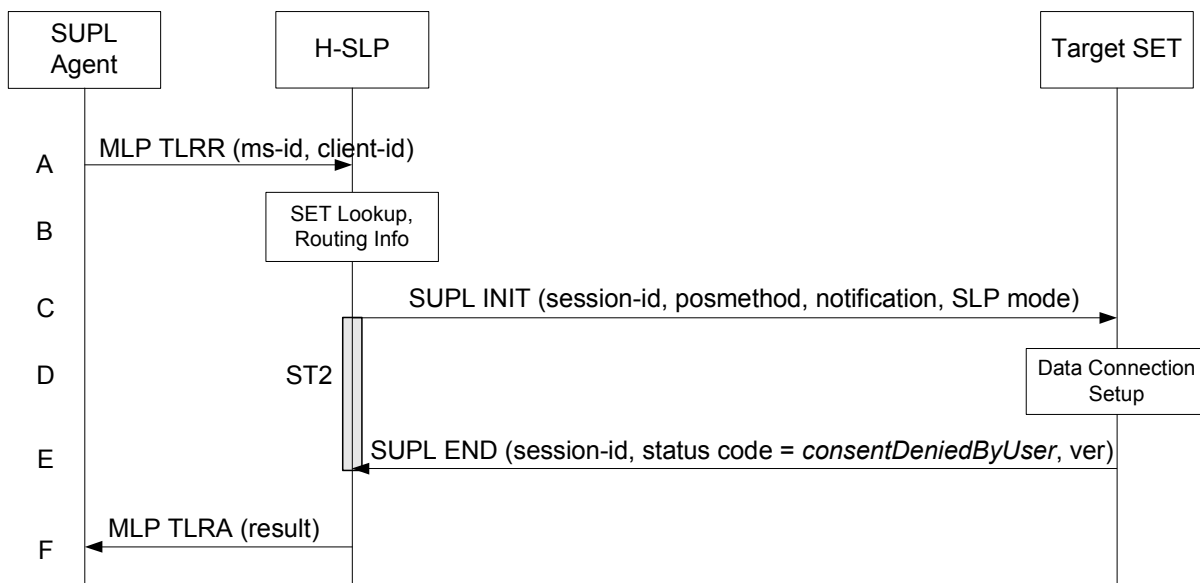 SUPL
Agent
H-SLP
Target SET
A
MLP TLRR (ms-id, client-id)
B
SET Lookup,
Routing Info
C
SUPL INIT (session-id, posmethod, notification, SLP mode)
D
ST2
Data Connection
Setup
E
SUPL END (session-id, status code = consentDeniedByUser, ver)
F
MLP TLRA (result)